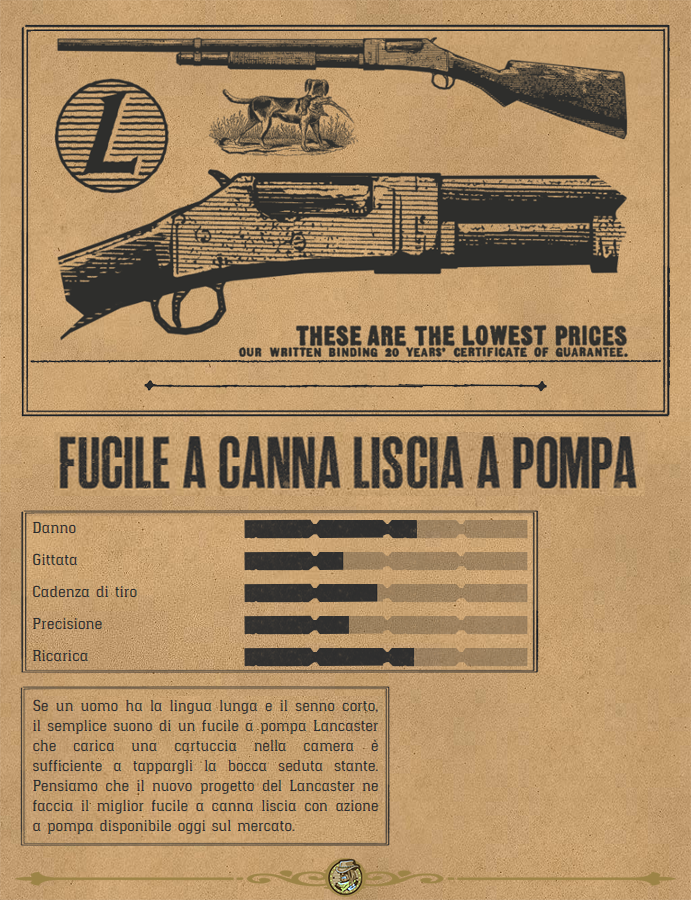 L
THESE ARE THE LOWEST PRICES
OUR WRITTEN BINDING 20 YEARS' CERTIFICATE OF GUARANTEE.
FUCILE A CANNA LISCIA A POMPA
Danno
Gittata
Cadenza di tiro
Precisione
Ricarica
Se un uomo ha la lingua lunga e il senno corto,
il semplice suono di un fucile a pompa Lancaster
che carica una cartuccia nella camera è
sufficiente a tappargli la bocca seduta stante.
Pensiamo che il nuovo progetto del Lancaster ne
faccia il miglior fucile a canna liscia con azione
a pompa disponibile oggi sul mercato.